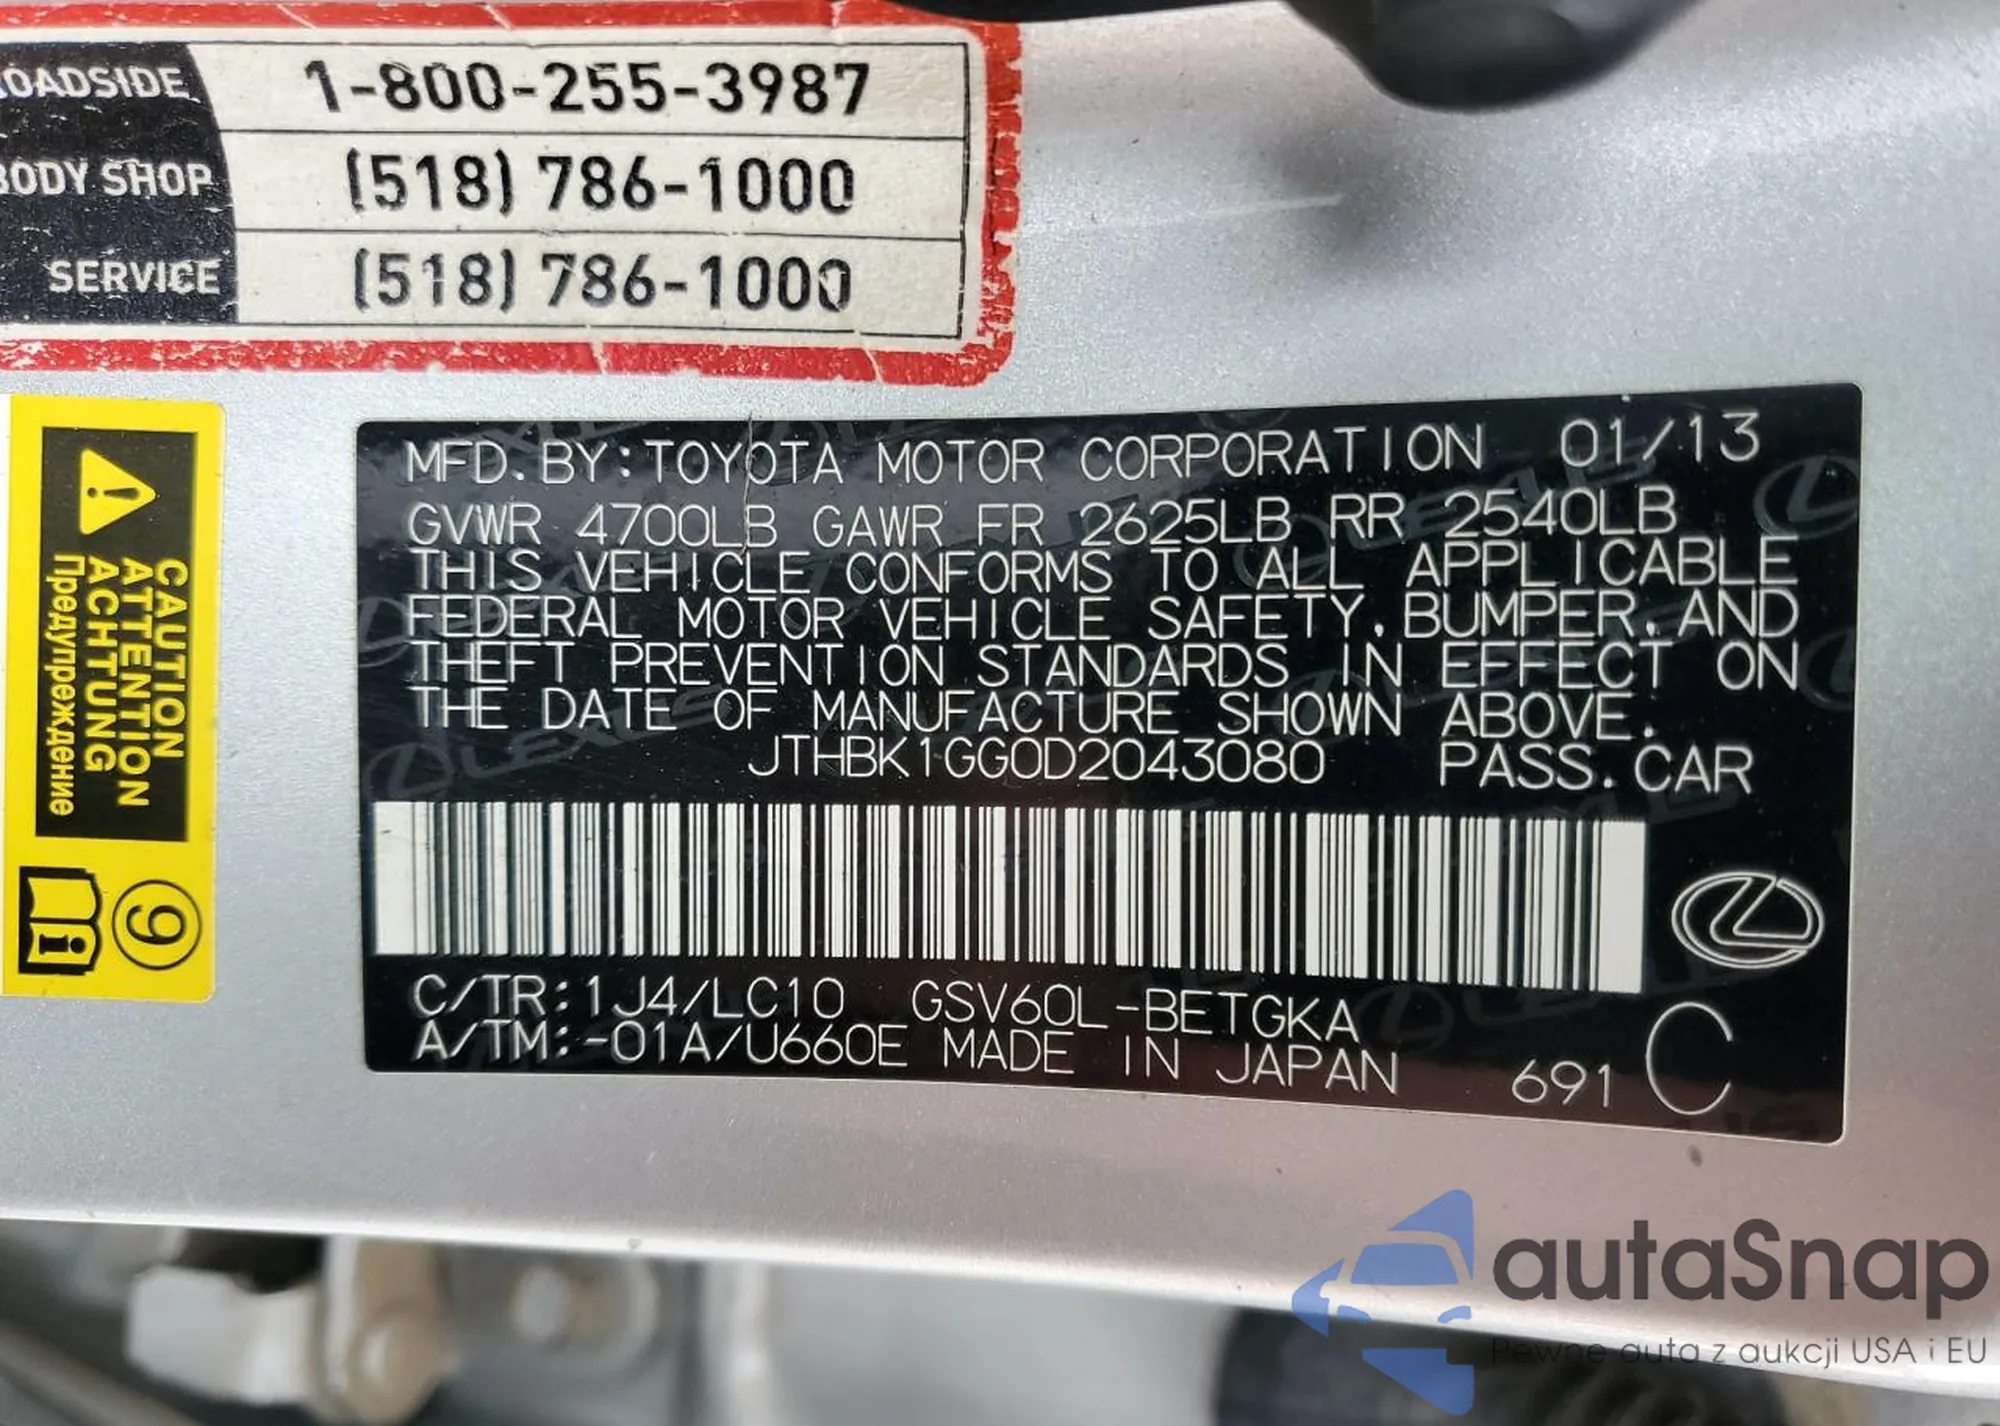 ROADSIDE 1-800-255-3987
BODY SHOP (518) 786-1000
SERVICE (518) 786-1000
CAUTION
ATTENTION
ACHTUNG
Предупреждение
9
i
MFD. BY: TOYOTA MOTOR CORPORATION 01/13
GVWR 4700LB GAWR FR 2625LB RR 2540LB
THIS VEHICLE CONFORMS TO ALL APPLICABLE
FEDERAL MOTOR VEHICLE SAFETY, BUMPER, AND
THEFT PREVENTION STANDARDS IN EFFECT ON
THE DATE OF MANUFACTURE SHOWN ABOVE.
JTHBK1GG0D2043080 PASS. CAR
C/TR: 1J4/LC10 GSV60L-BETGKA
A/TM: -01A/U660E MADE IN JAPAN 691 C
autaSnap
Pewne auta z aukcji USA i EU